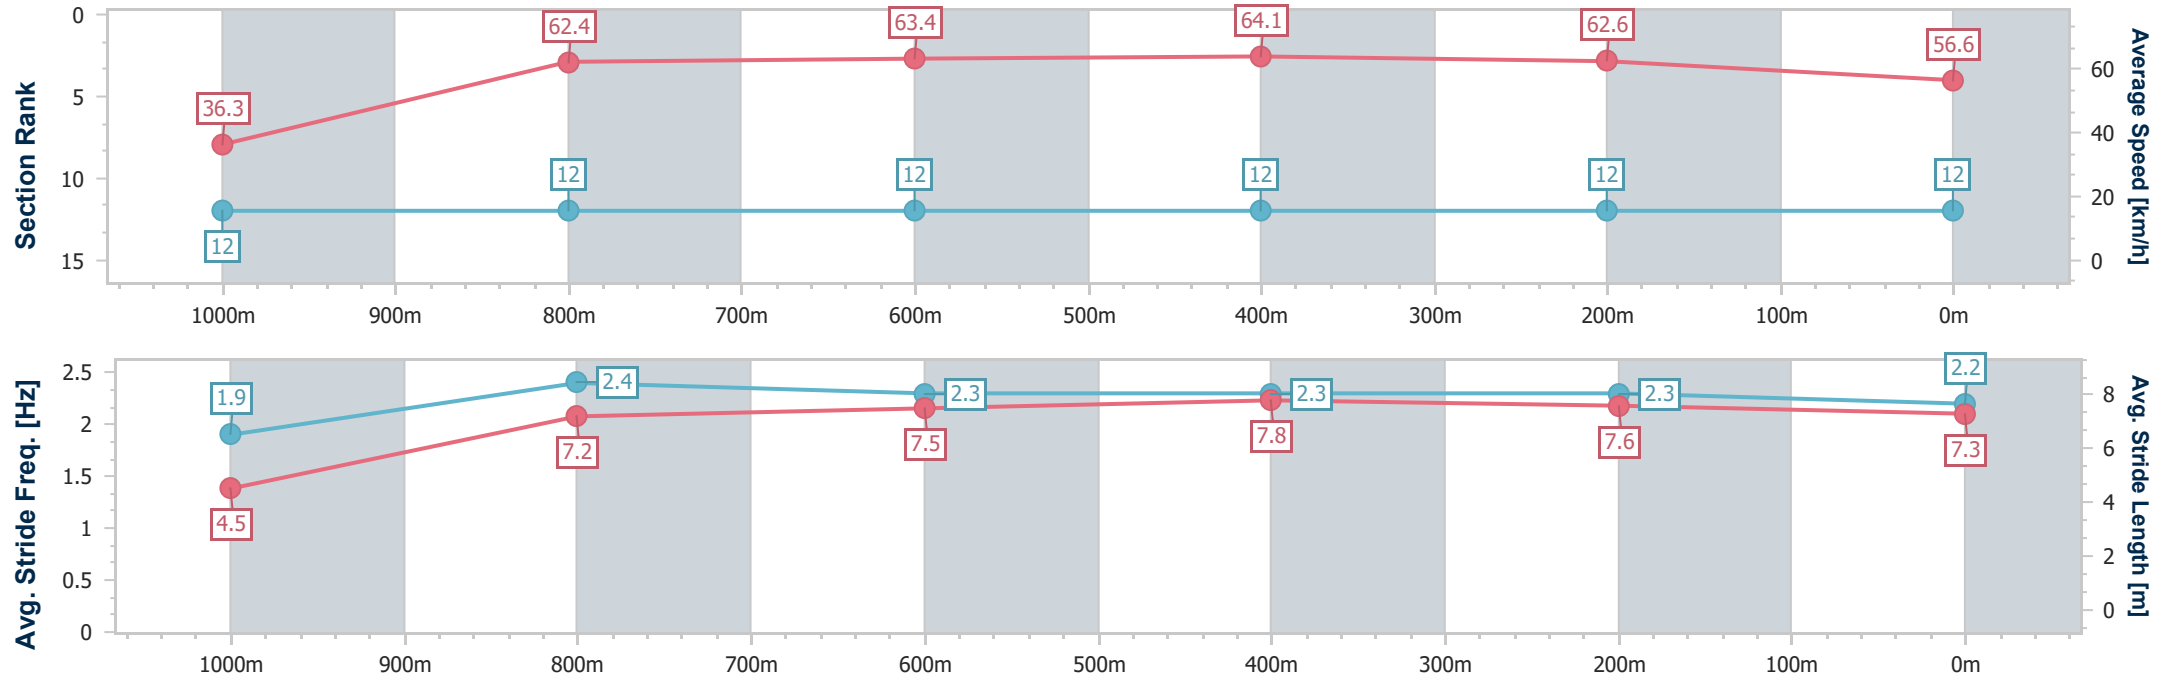 0
5
10
15
Section Rank
36.3
62.4
63.4
64.1
62.6
56.6
12
12
12
12
12
12
60
40
20
0
Average Speed [km/h]
1000m
900m
800m
700m
600m
500m
400m
300m
200m
100m
0m
2.5
2
1.5
1
0.5
0
Avg. Stride Freq. [Hz]
1.9
2.4
2.3
2.3
2.3
2.2
4.5
7.2
7.5
7.8
7.6
7.3
8
6
4
2
0
Avg. Stride Length [m]
1000m
900m
800m
700m
600m
500m
400m
300m
200m
100m
0m